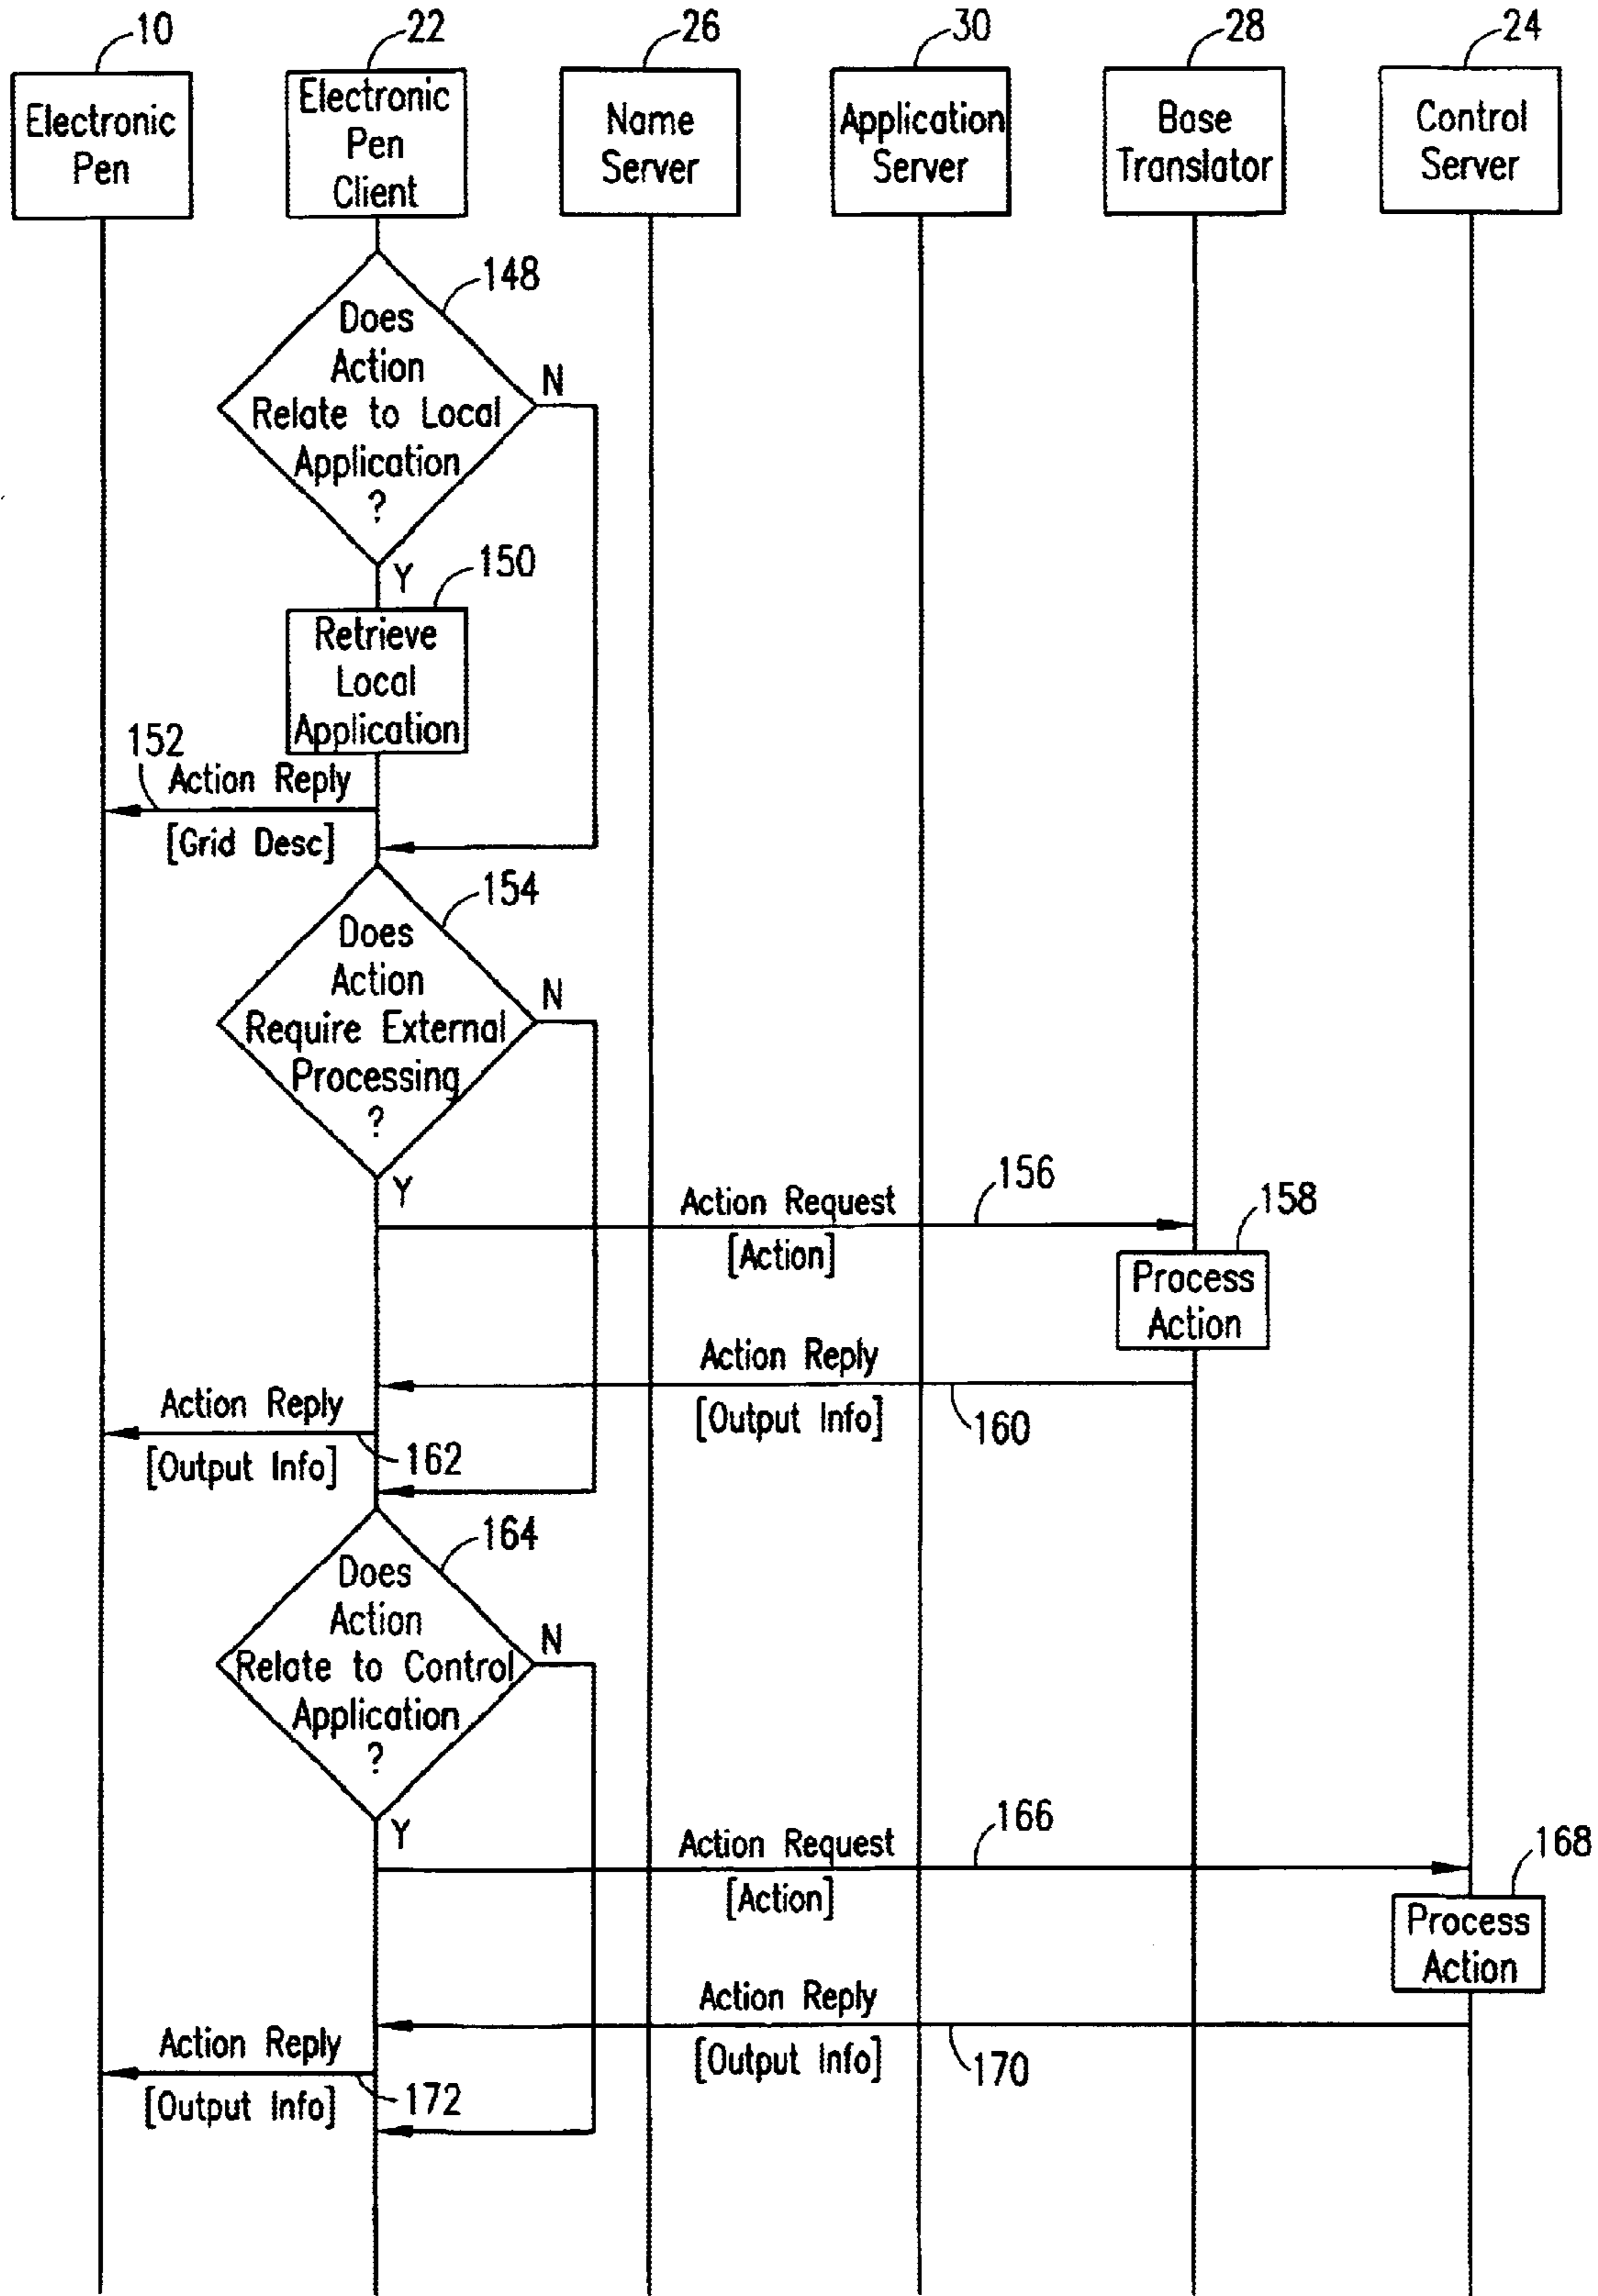 10
22
26
30
28
24
Electronic
Pen
Electronic
Pen
Client
Name
Server
Application
Server
Base
Translator
Control
Server
148
Does
Action
Relate to Local
Application
?
N
Y
150
Retrieve
Local
Application
152
Action Reply
[Grid Desc]
154
Does
Action
Require External
Processing
?
N
Y
Action Request
156
[Action]
158
Process
Action
Action Reply
[Output Info]
160
Action Reply
[Output Info]
162
164
Does
Action
Relate to Control
Application
?
N
Y
Action Request
166
[Action]
168
Process
Action
Action Reply
[Output Info]
170
Action Reply
[Output Info]
172